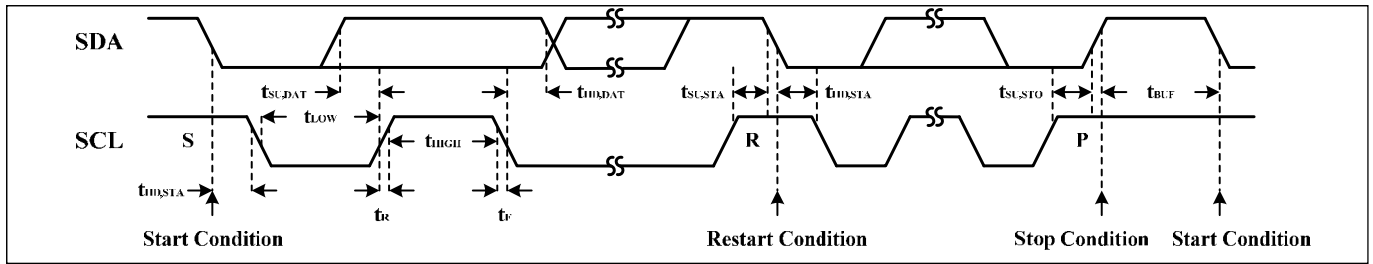 SDA
tSU,DAT
tHD,DAT
tSU,STA
tHD,STA
tSU,STO
tBUF
tLOW
SCL
S
tHIGH
R
P
tHD,STA
tR
tF
Start Condition
Restart Condition
Stop Condition
Start Condition